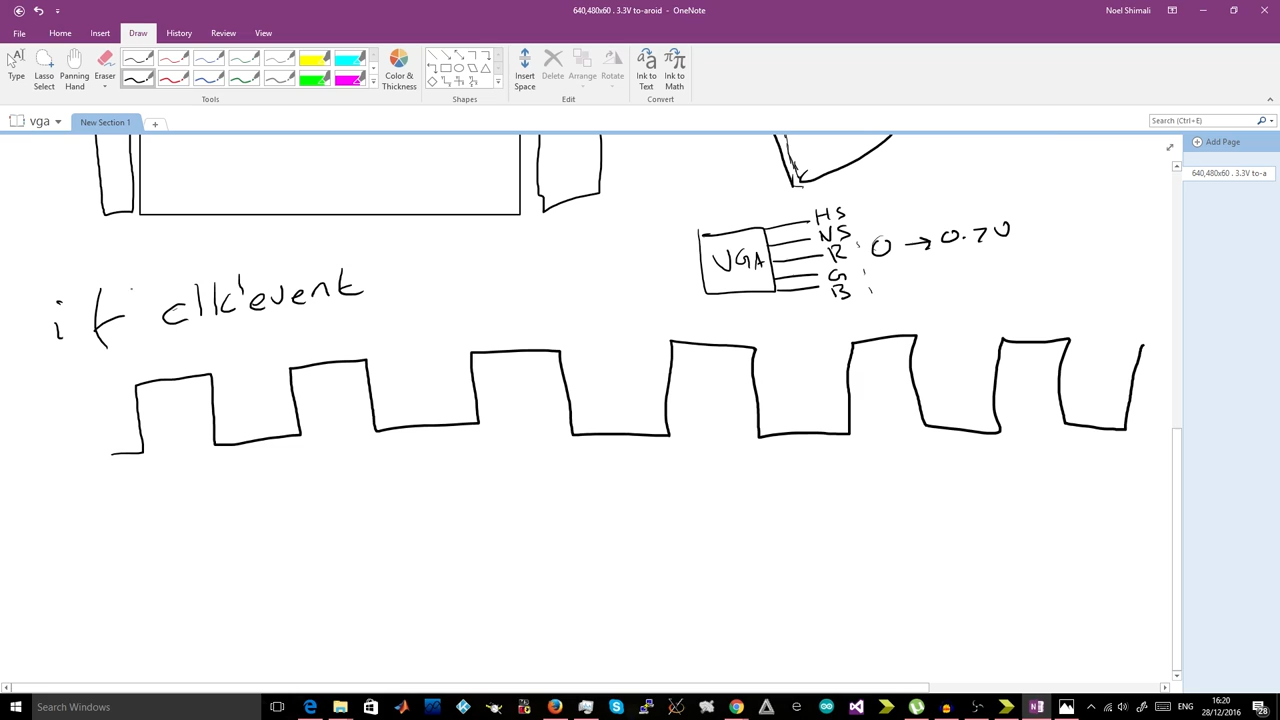 640,480x60 . 3.3V to-aroid - OneNote
Noel Shimali
File Home Insert Draw History Review View
Type
Lasso Select
Panning Hand
Eraser
Color & Thickness
Insert Space
Delete
Arrange
Rotate
Ink to Text
Ink to Math
Tools
Shapes
Edit
Convert
vga
New Section 1
Search (Ctrl+E)
Add Page
640,480x60 . 3.3V to-a
HS
VS
VGA
R
0 → 0.7V
G
B
if clk'event
Search Windows
ENG
16:20
28/12/2016